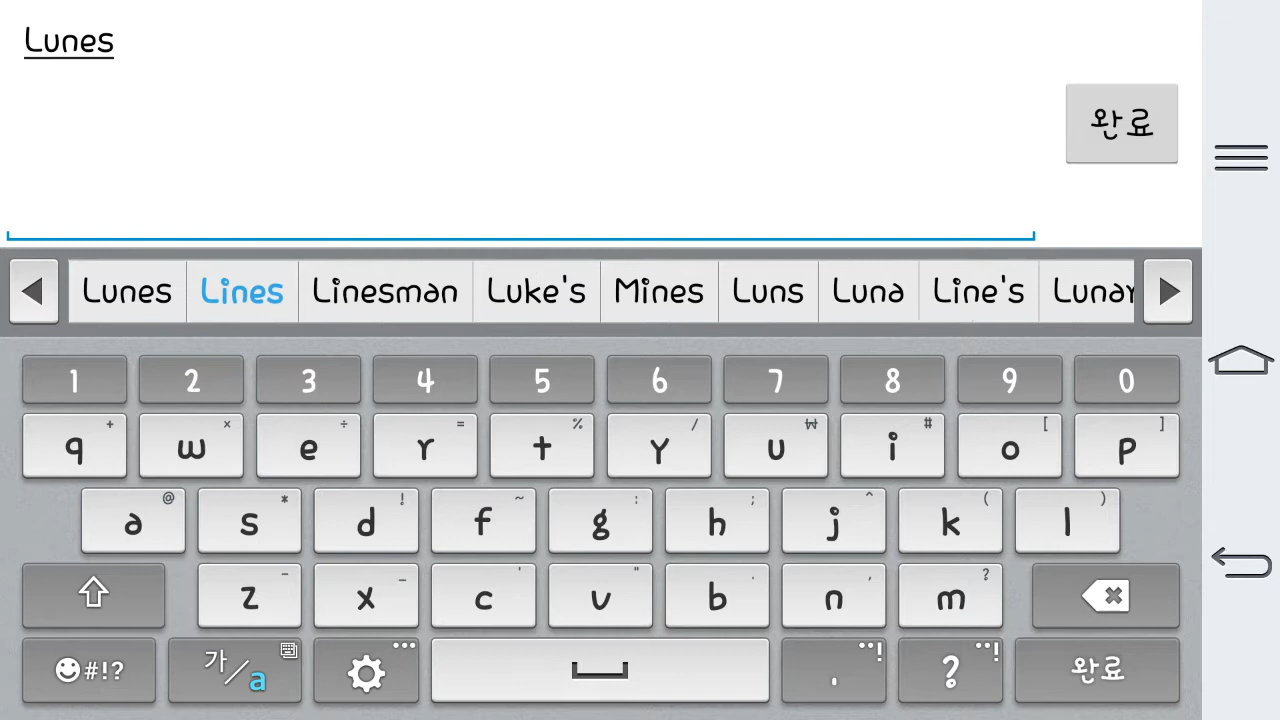 Lunes
완료
Lunes Lines Linesman Luke's Mines Luns Luna Line's Lunar
1 2 3 4 5 6 7 8 9 0
q + w × e ÷ r = t % y / u ₩ i # o [ p ]
a @ s * d ! f ~ g : h ; j ^ k ( l )
z - x _ c ' v " b . n , m ?
#!? 가/a ... . ..! ? ..! 완료